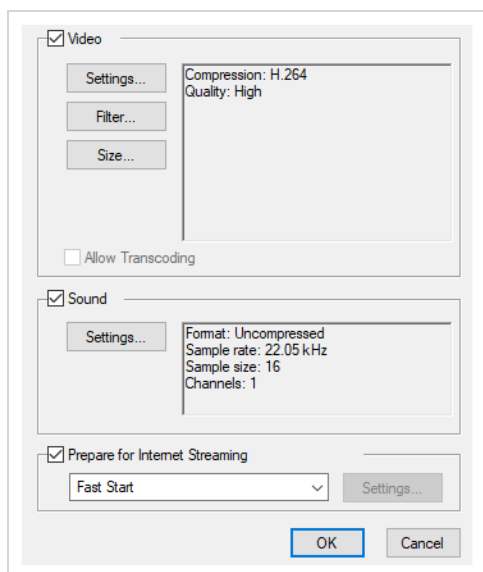 Video
Settings...
Compression: H.264
Quality: High
Filter...
Size...
Allow Transcoding
Sound
Settings...
Format: Uncompressed
Sample rate: 22.05 kHz
Sample size: 16
Channels: 1
Prepare for Internet Streaming
Fast Start
Settings...
OK
Cancel